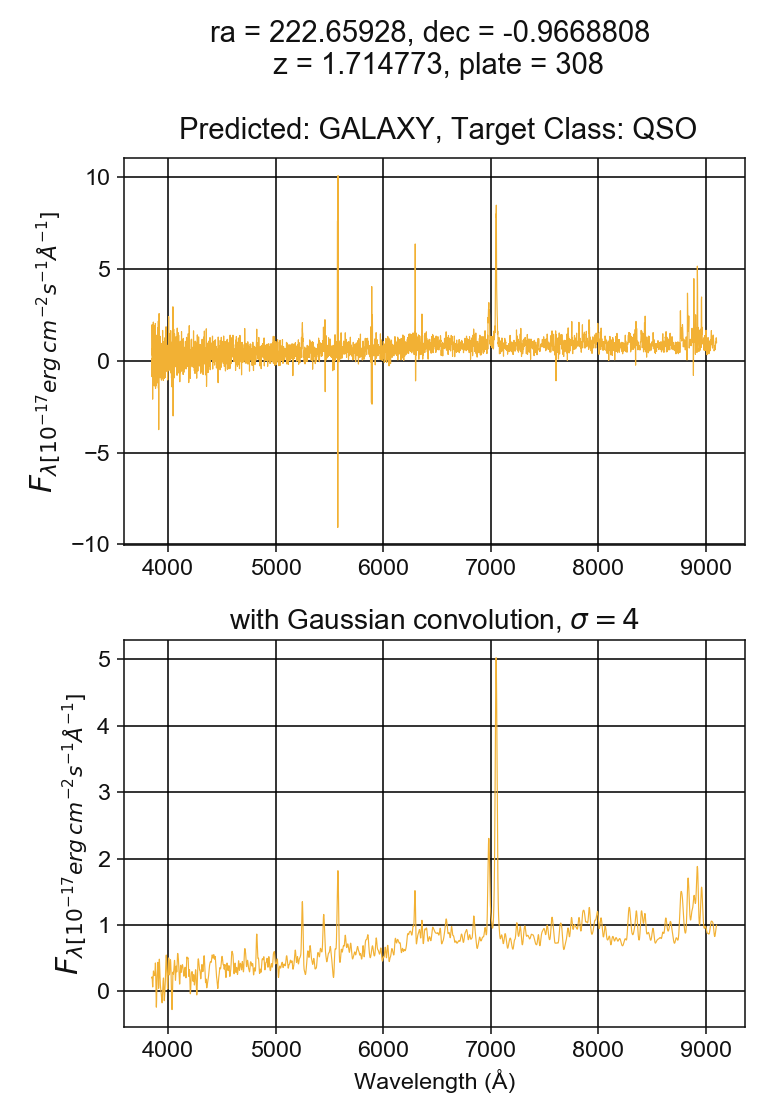 ra = 222.65928, dec = -0.9668808
z = 1.714773, plate = 308
Predicted: GALAXY, Target Class: QSO
10
5
0
−5
−10
F_λ[10^{−17} erg cm^{−2} s^{−1} Å^{−1}]
4000 5000 6000 7000 8000 9000
with Gaussian convolution, σ = 4
5
4
3
2
1
0
F_λ[10^{−17} erg cm^{−2} s^{−1} Å^{−1}]
4000 5000 6000 7000 8000 9000
Wavelength (Å)